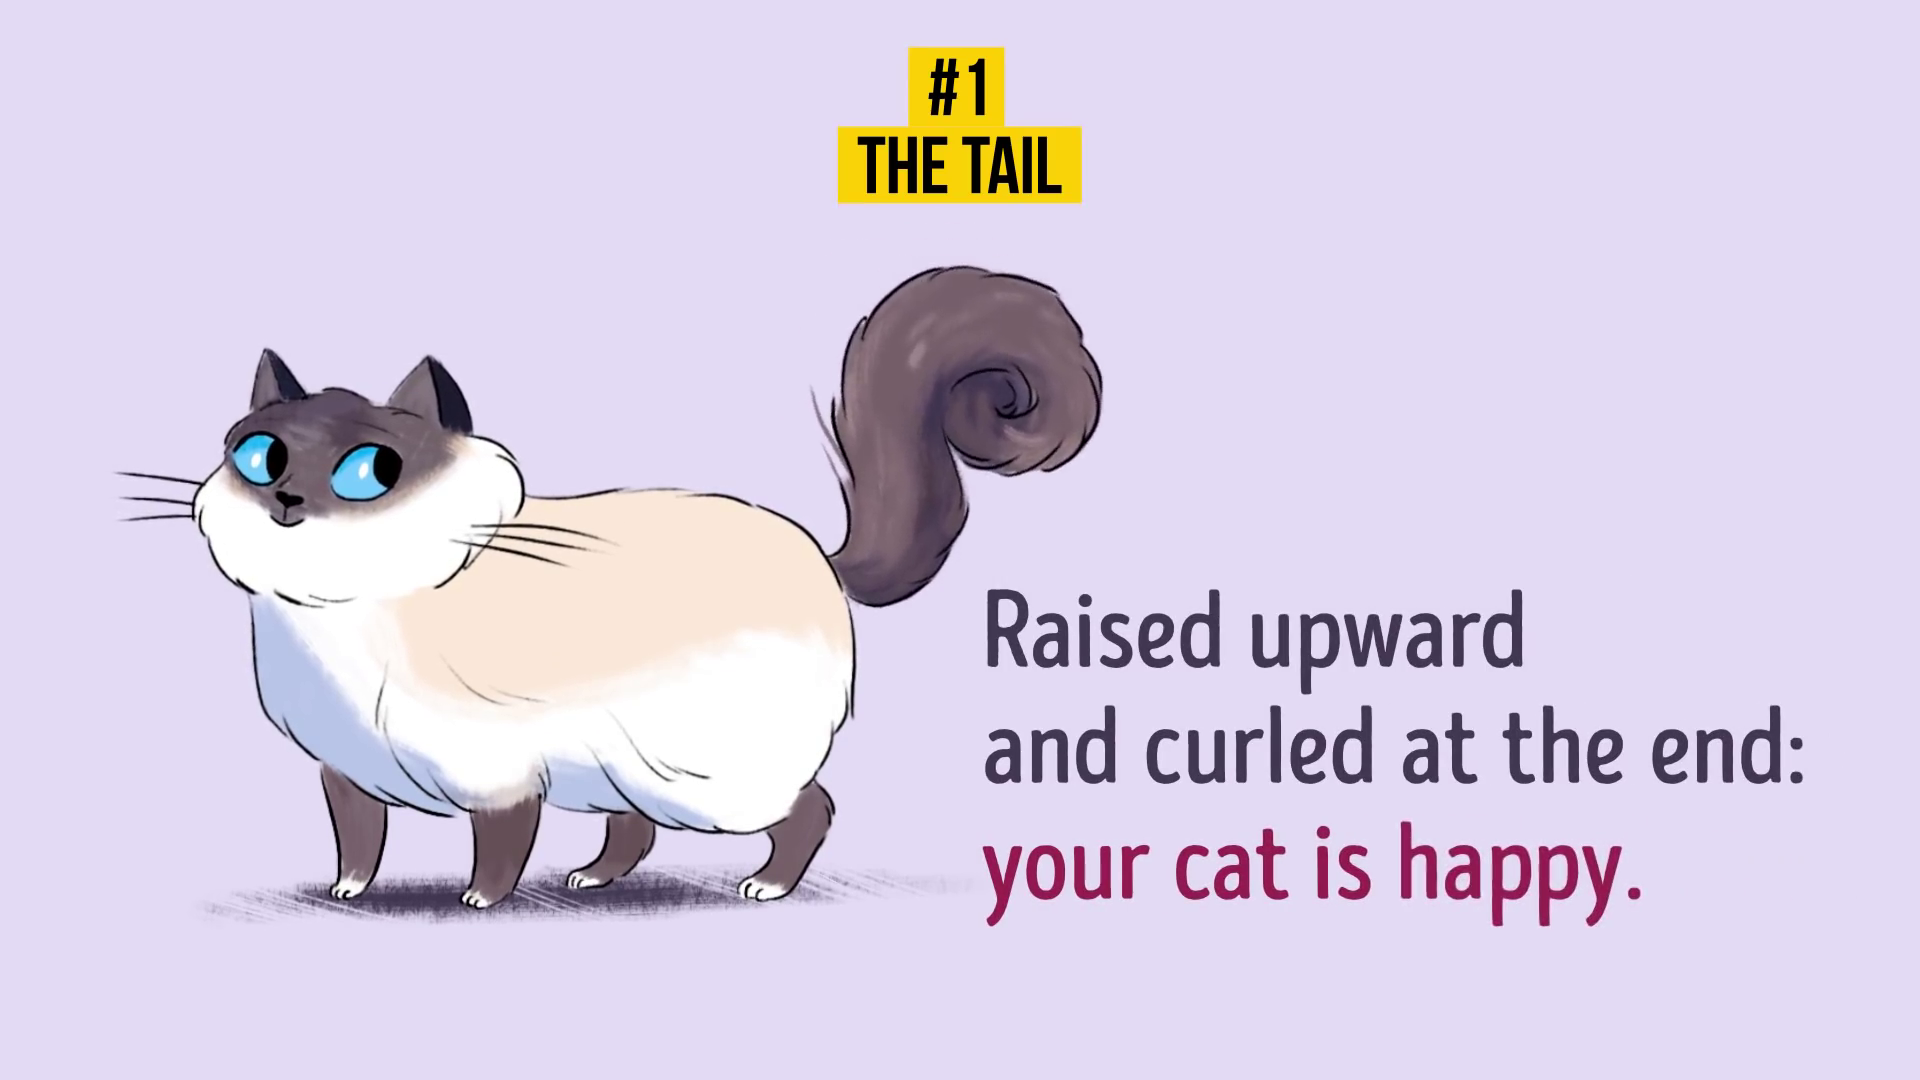 #1
THE TAIL
Raised upward
and curled at the end:
your cat is happy.